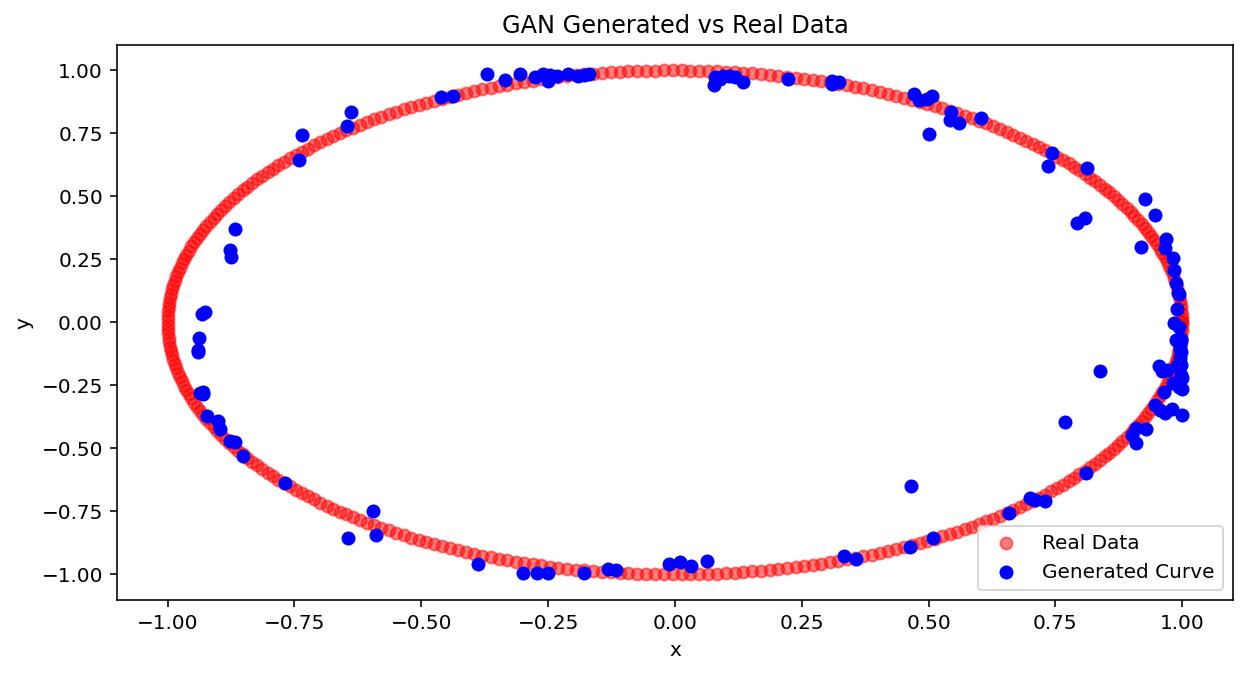 GAN Generated vs Real Data
1.00
0.75
0.50
0.25
0.00
−0.25
−0.50
−0.75
−1.00
y
Real Data
Generated Curve
−1.00 −0.75 −0.50 −0.25 0.00 0.25 0.50 0.75 1.00
x